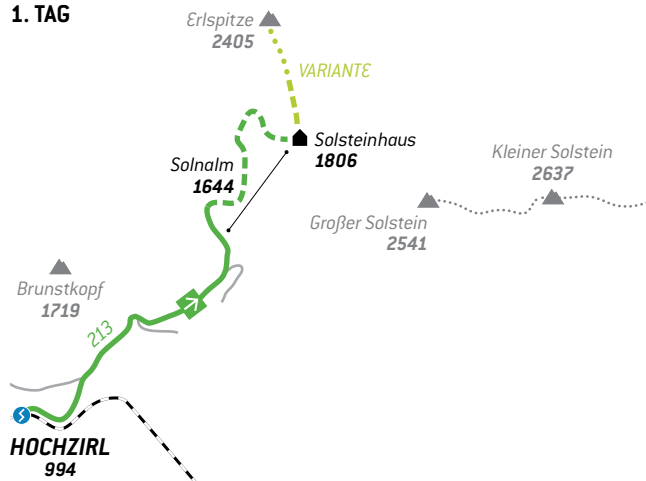 1. TAG
Erlspitze
2405
VARIANTE
Solsteinhaus
1806
Solnalm
1644
Kleiner Solstein
2637
Großer Solstein
2541
Brunstkopf
1719
213
HOCHZIRL
994